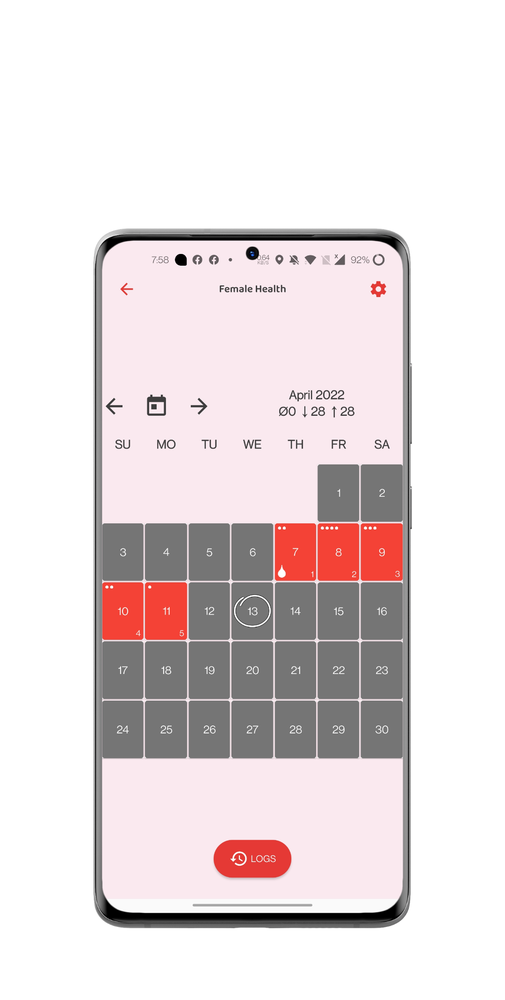 7:58 0.64 KB/S 92%
Female Health
April 2022
Ø0 ↓28 ↑28
SU MO TU WE TH FR SA
1 2
3 4 5 6 7 8 9
1 2 3
10 11 12 13 14 15 16
4 5
17 18 19 20 21 22 23
24 25 26 27 28 29 30
LOGS